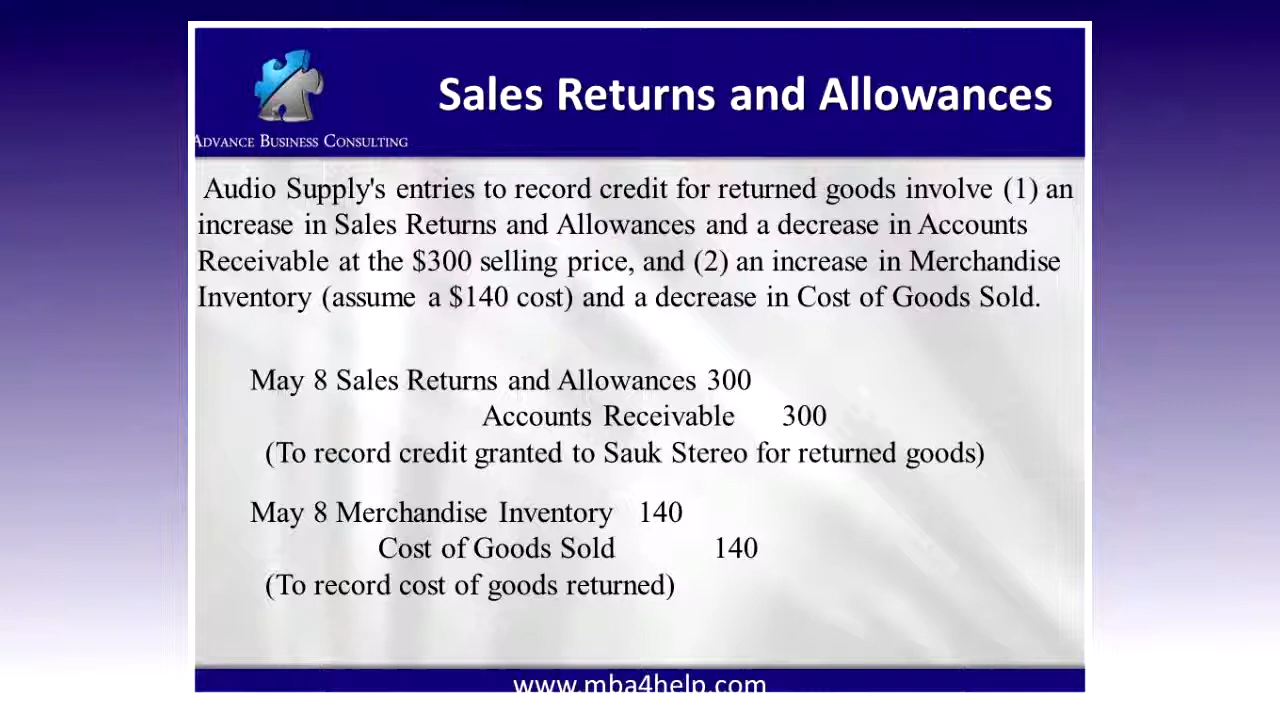 Sales Returns and Allowances
ADVANCE BUSINESS CONSULTING
Audio Supply's entries to record credit for returned goods involve (1) an
increase in Sales Returns and Allowances and a decrease in Accounts
Receivable at the $300 selling price, and (2) an increase in Merchandise
Inventory (assume a $140 cost) and a decrease in Cost of Goods Sold.
May 8 Sales Returns and Allowances 300
Accounts Receivable 300
(To record credit granted to Sauk Stereo for returned goods)
May 8 Merchandise Inventory 140
Cost of Goods Sold 140
(To record cost of goods returned)
www.mba4help.com